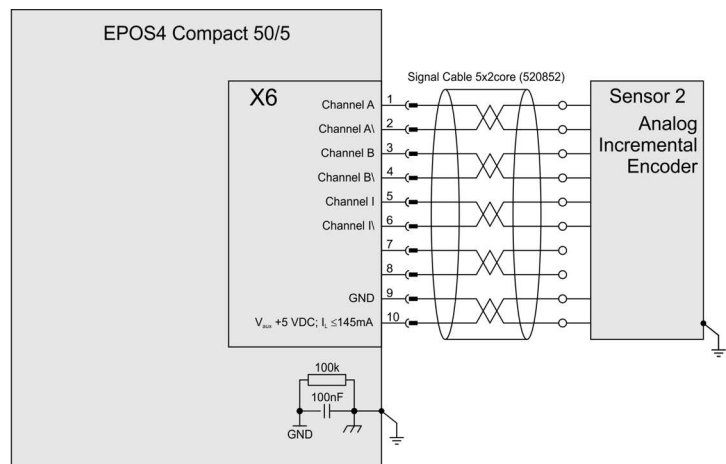 EPOS4 Compact 50/5
Signal Cable 5x2core (520852)
X6
Sensor 2
Analog
Incremental
Encoder
Channel A 1
Channel A\ 2
Channel B 3
Channel B\ 4
Channel I 5
Channel I\ 6
7
8
GND 9
Vaux +5 VDC; IL ≤145mA 10
100k
100nF
GND